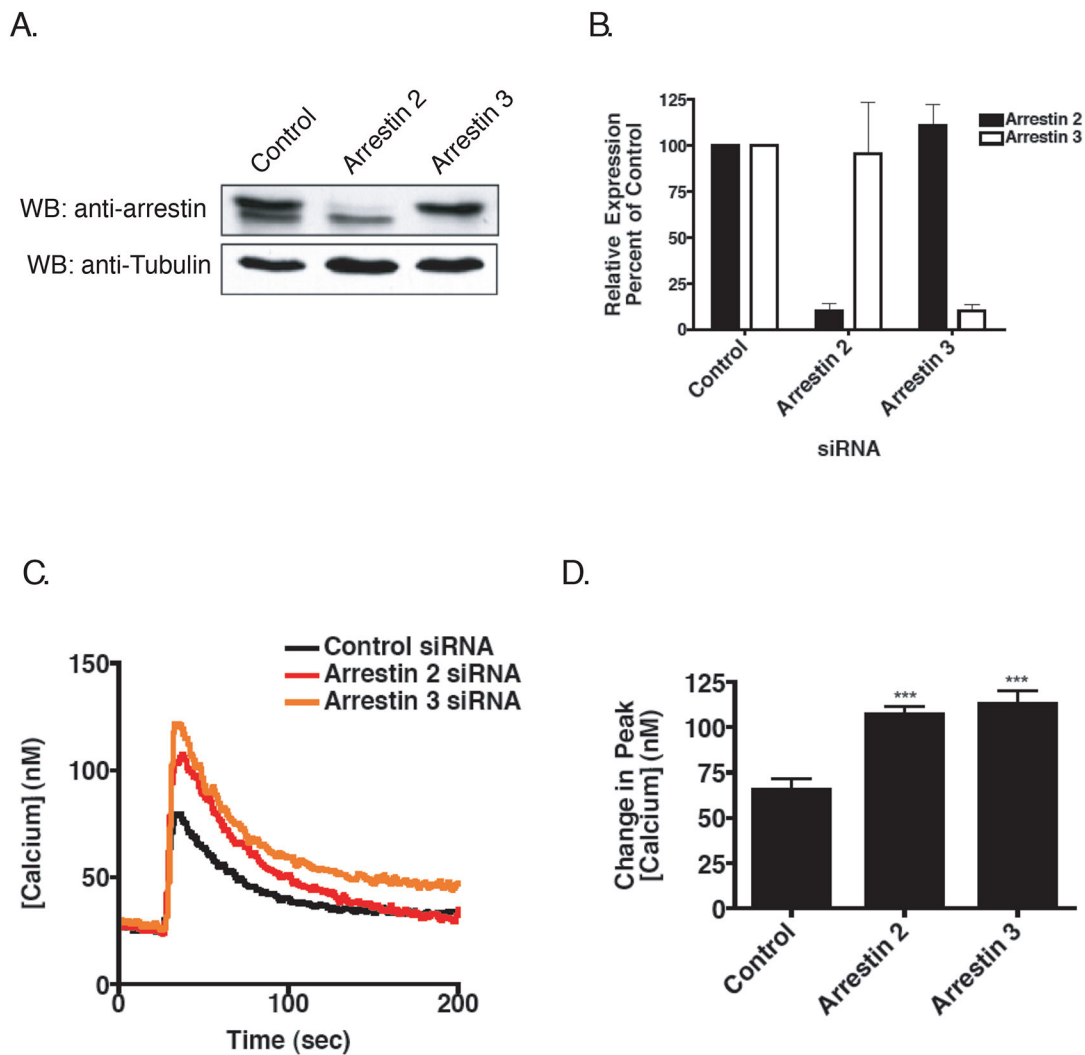 A.
Control
Arrestin 2
Arrestin 3
WB: anti-arrestin
WB: anti-Tubulin
B.
125
100
75
50
25
0
Relative Expression
Percent of Control
Arrestin 2
Arrestin 3
Control
Arrestin 2
Arrestin 3
siRNA
C.
Control siRNA
Arrestin 2 siRNA
Arrestin 3 siRNA
150
100
50
0
[Calcium] (nM)
0
100
200
Time (sec)
D.
125
100
75
50
25
0
Change in Peak
[Calcium] (nM)
***
***
Control
Arrestin 2
Arrestin 3